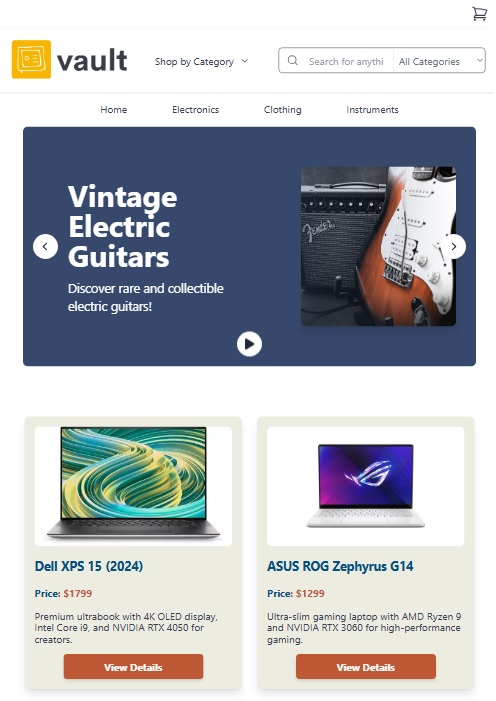 vault
Shop by Category
Search for anythi
All Categories
Home
Electronics
Clothing
Instruments
Vintage
Electric
Guitars
Discover rare and collectible
electric guitars!
Fender
Dell XPS 15 (2024)
Price: $1799
Premium ultrabook with 4K OLED display,
Intel Core i9, and NVIDIA RTX 4050 for
creators.
View Details
ASUS ROG Zephyrus G14
Price: $1299
Ultra-slim gaming laptop with AMD Ryzen 9
and NVIDIA RTX 3060 for high-performance
gaming.
View Details